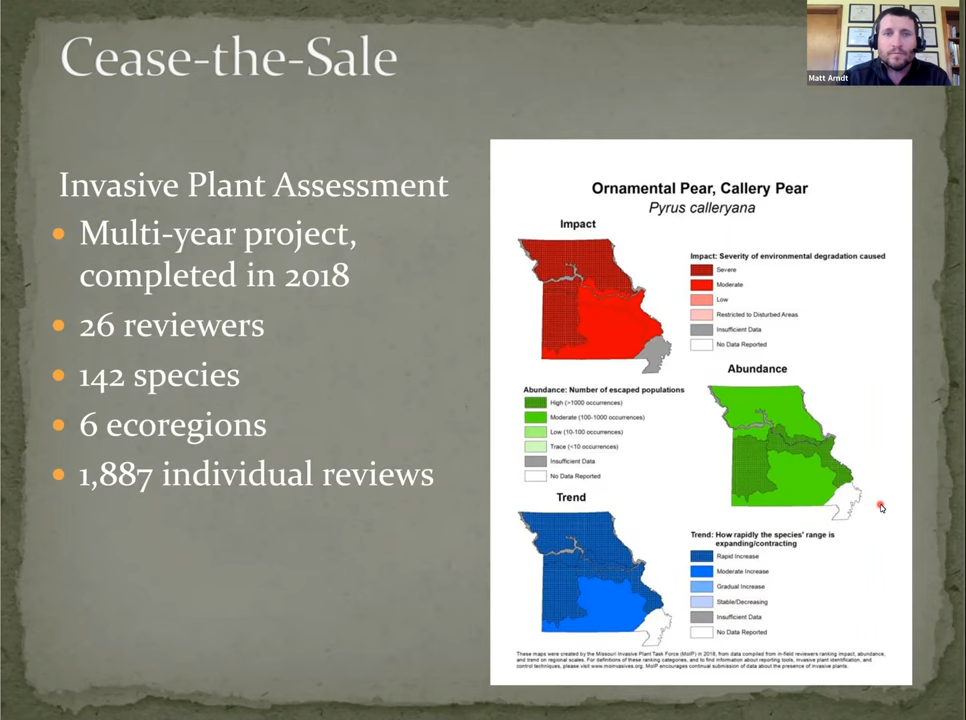 Cease-the-Sale
Matt Arndt
Invasive Plant Assessment
Multi-year project,
completed in 2018
26 reviewers
142 species
6 ecoregions
1,887 individual reviews
Ornamental Pear, Callery Pear
Pyrus calleryana
Impact
Impact: Severity of environmental degradation caused
Severe
Moderate
Low
Restricted to Disturbed Areas
Insufficient Data
No Data Reported
Abundance
Abundance: Number of escaped populations
High (>1000 occurrences)
Moderate (100-1000 occurrences)
Low (10-100 occurrences)
Trace (<10 occurrences)
Insufficient Data
No Data Reported
Trend
Trend: How rapidly the species' range is
expanding/contracting
Rapid Increase
Moderate Increase
Gradual Increase
Stable/Decreasing
Insufficient Data
No Data Reported
These maps were created by the Missouri Invasive Plant Task Force (MoIP) in 2018, from data compiled from in-field reviewers ranking impact, abundance,
and trend on regional scales. For definitions of these ranking categories, and to find information about reporting tools, invasive plant identification, and
control techniques, please visit www.moinvasives.org. MoIP encourages continual submission of data about the presence of invasive plants.